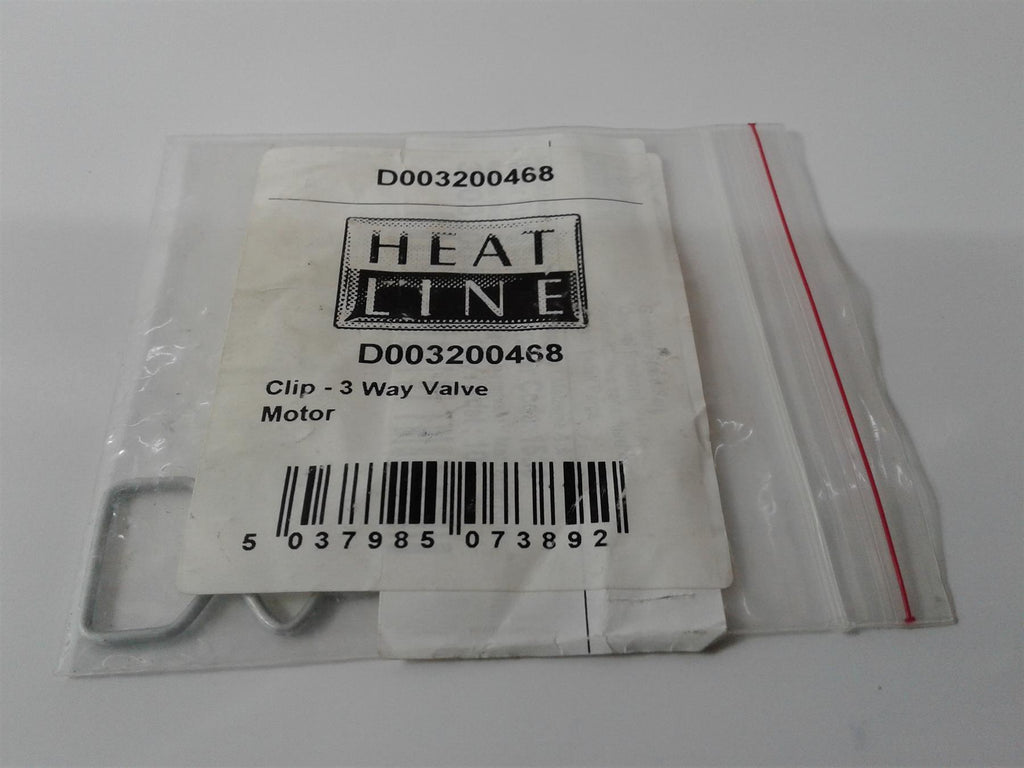 D003200468
HEAT
LINE
D003200468
Clip - 3 Way Valve
Motor
5 037985 073892